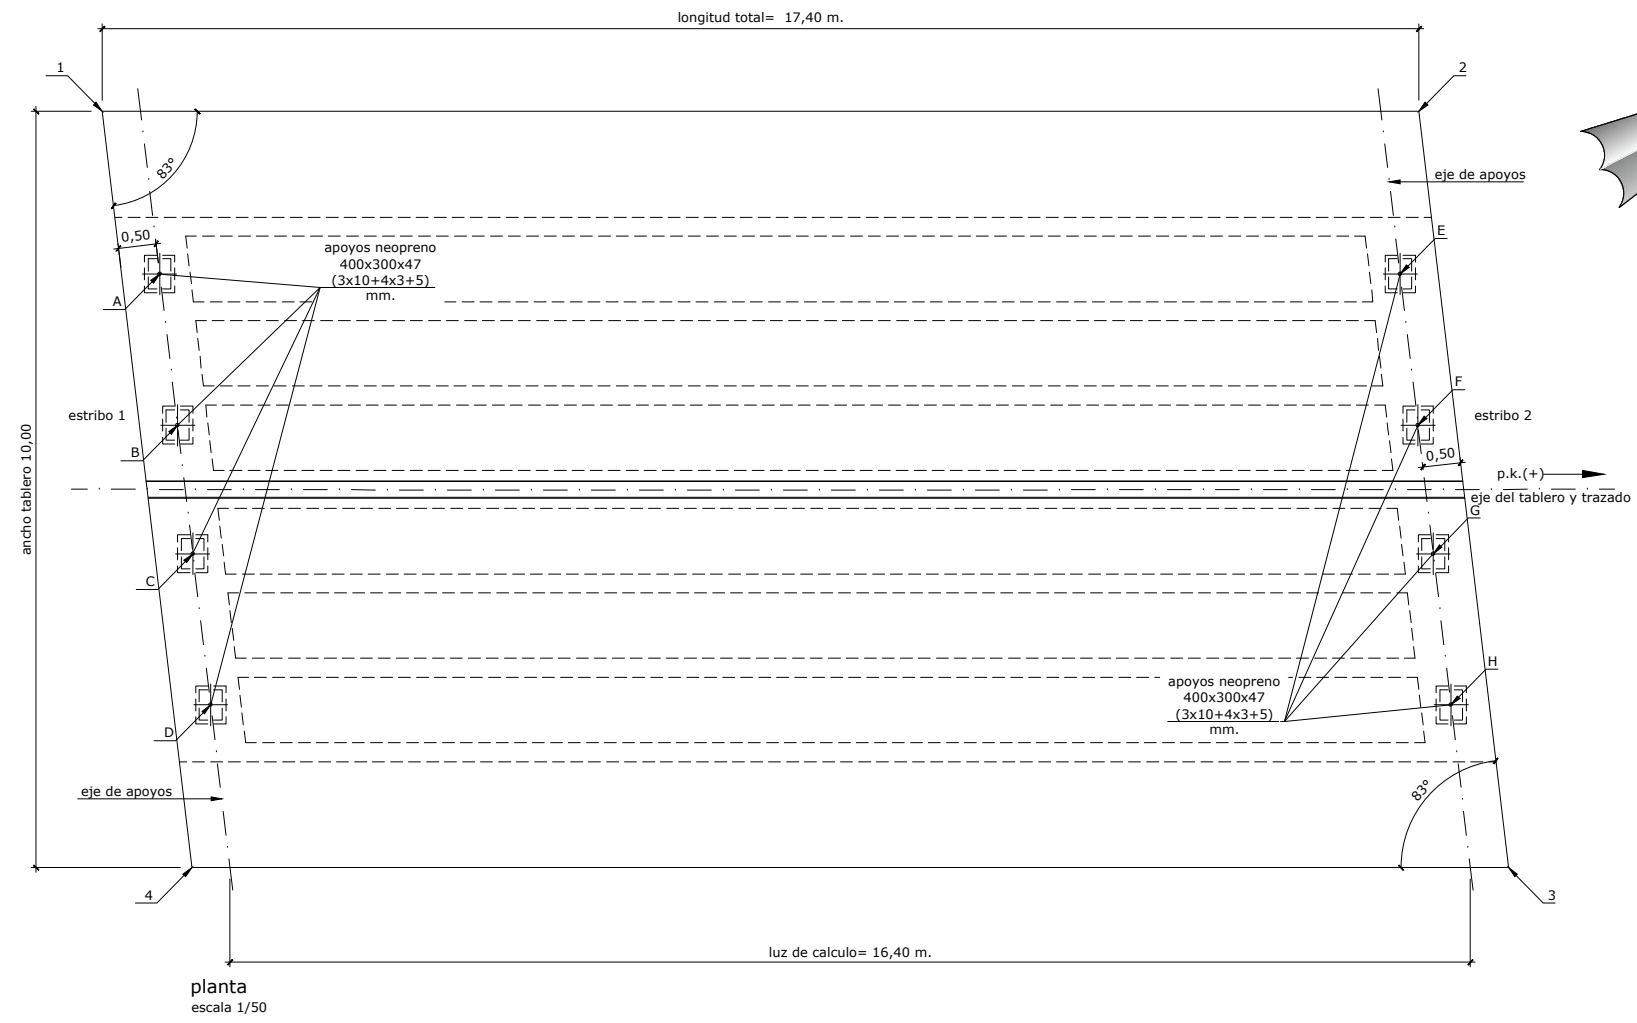 longitud total= 17,40 m.
1
2
83°
eje de apoyos
0,50
E
apoyos neopreno
400x300x47
(3x10+4x3+5)
mm.
A
F
estribo 1
estribo 2
ancho tablero 10,00
B
0,50
p.k.(+)
eje del tablero y trazado
G
C
H
apoyos neopreno
400x300x47
(3x10+4x3+5)
mm.
D
eje de apoyos
83°
4
3
luz de calculo= 16,40 m.
planta
escala 1/50